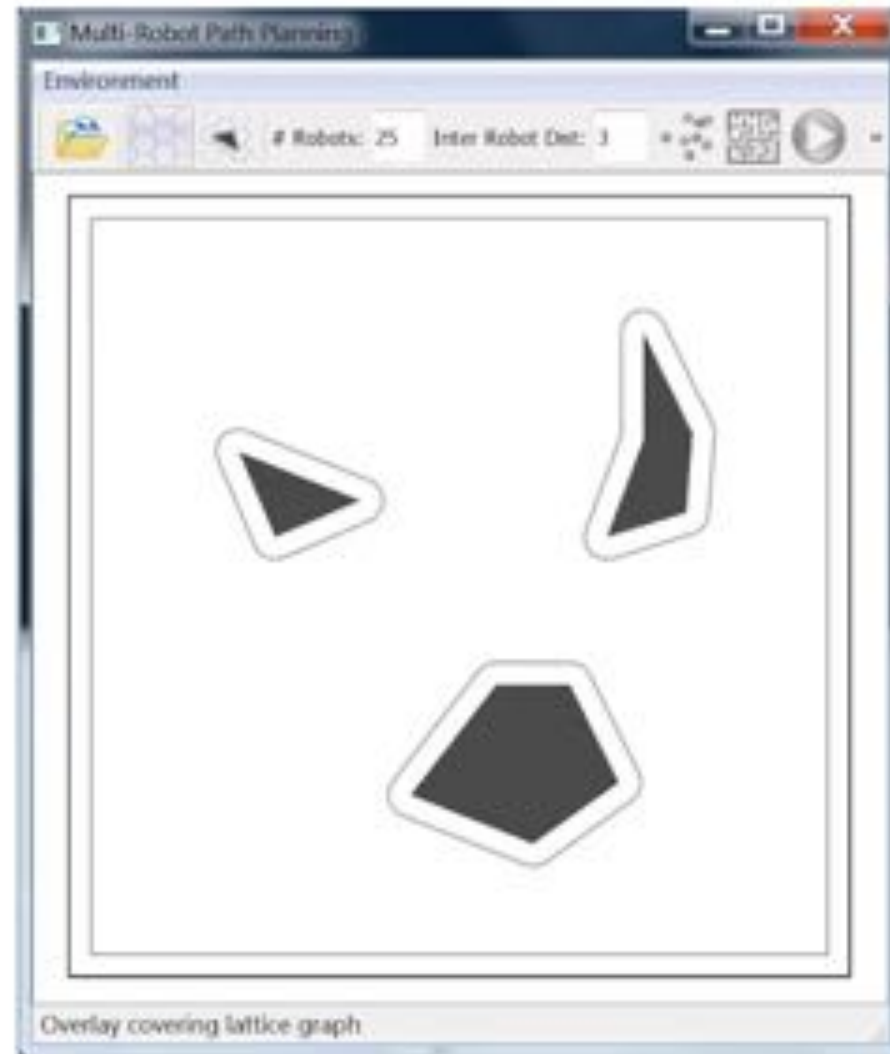 Multi-Robot Path Planning
Environment
# Robots: 25 Inter Robot Dist: 3
Overlay covering lattice graph